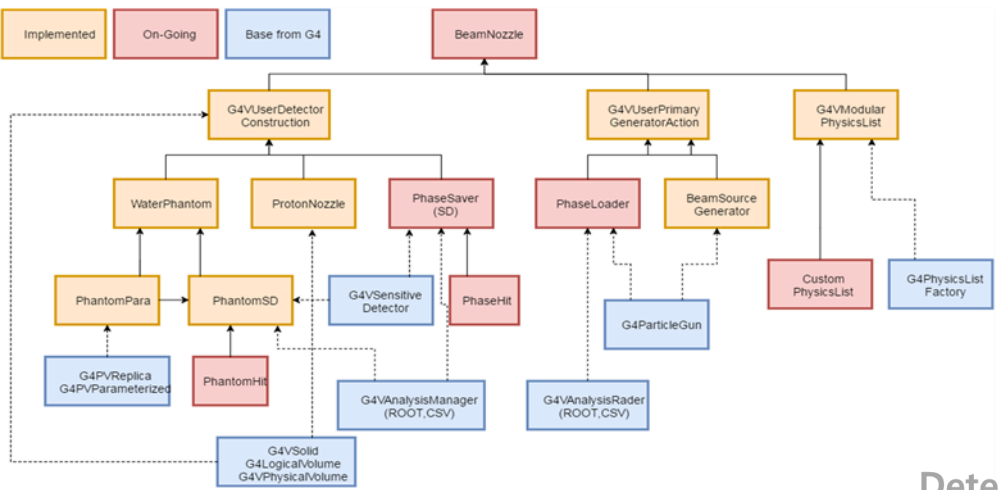 Implemented
On-Going
Base from G4
BeamNozzle
G4VUserDetector
Construction
G4VUserPrimary
GeneratorAction
G4VModular
PhysicsList
WaterPhantom
ProtonNozzle
PhaseSaver
(SD)
PhaseLoader
BeamSource
Generator
PhantomPara
PhantomSD
G4VSensitive
Detector
PhaseHit
G4ParticleGun
Custom
PhysicsList
G4PhysicsList
Factory
G4PVReplica
G4PVParameterized
PhantomHit
G4VAnalysisManager
(ROOT,CSV)
G4VAnalysisRader
(ROOT,CSV)
G4VSolid
G4LogicalVolume
G4VPhysicalVolume
Dete